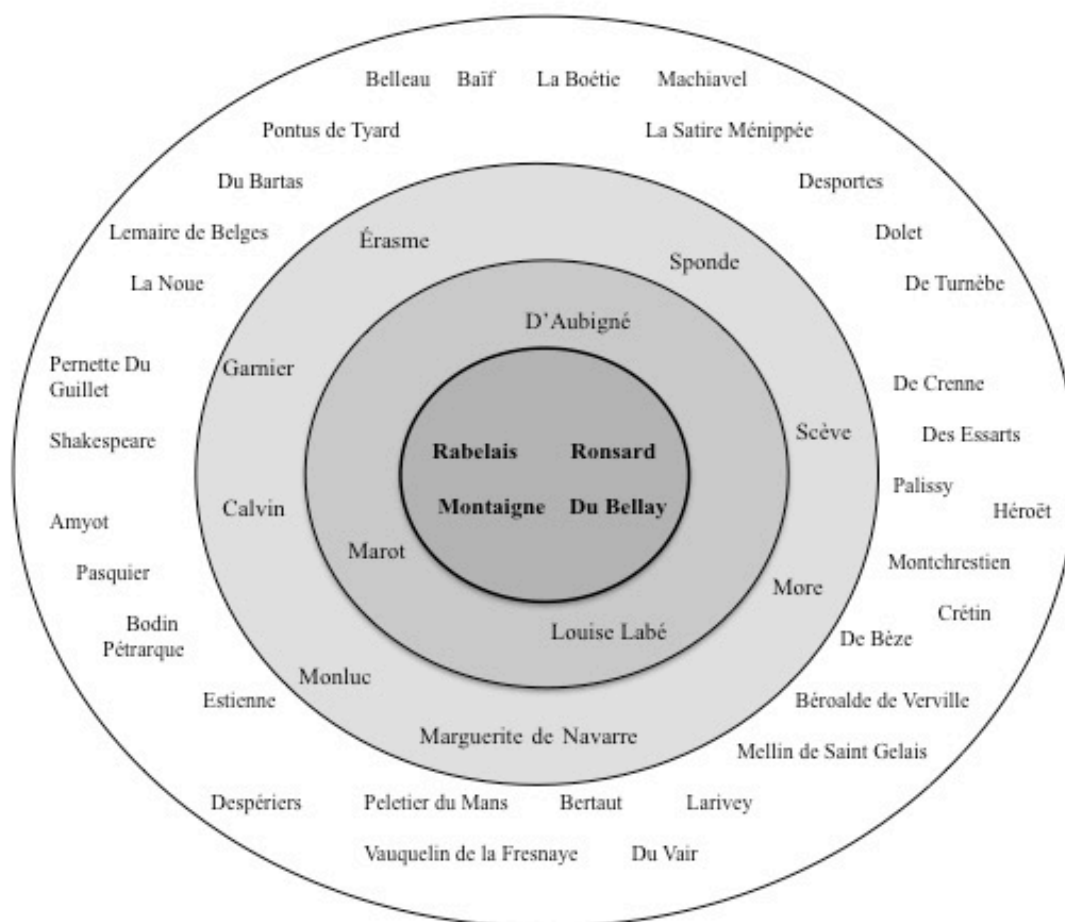 Belleau Baïf La Boétie Machiavel
Pontus de Tyard La Satire Ménippée
Du Bartas Desportes
Lemaire de Belges Érasme Dolet
Sponde
La Noue De Turnèbe
D'Aubigné
Pernette Du
Guillet
Garnier De Crenne
Shakespeare Rabelais Ronsard Scève Des Essarts
Palissy
Amyot Calvin Montaigne Du Bellay Héroët
Marot
Pasquier Montchrestien
More
Bodin Crétin
Pétrarque Louise Labé De Bèze
Monluc
Estienne Béroalde de Verville
Marguerite de Navarre
Mellin de Saint Gelais
Despériers Peletier du Mans Bertaut Larivey
Vauquelin de la Fresnaye Du Vair